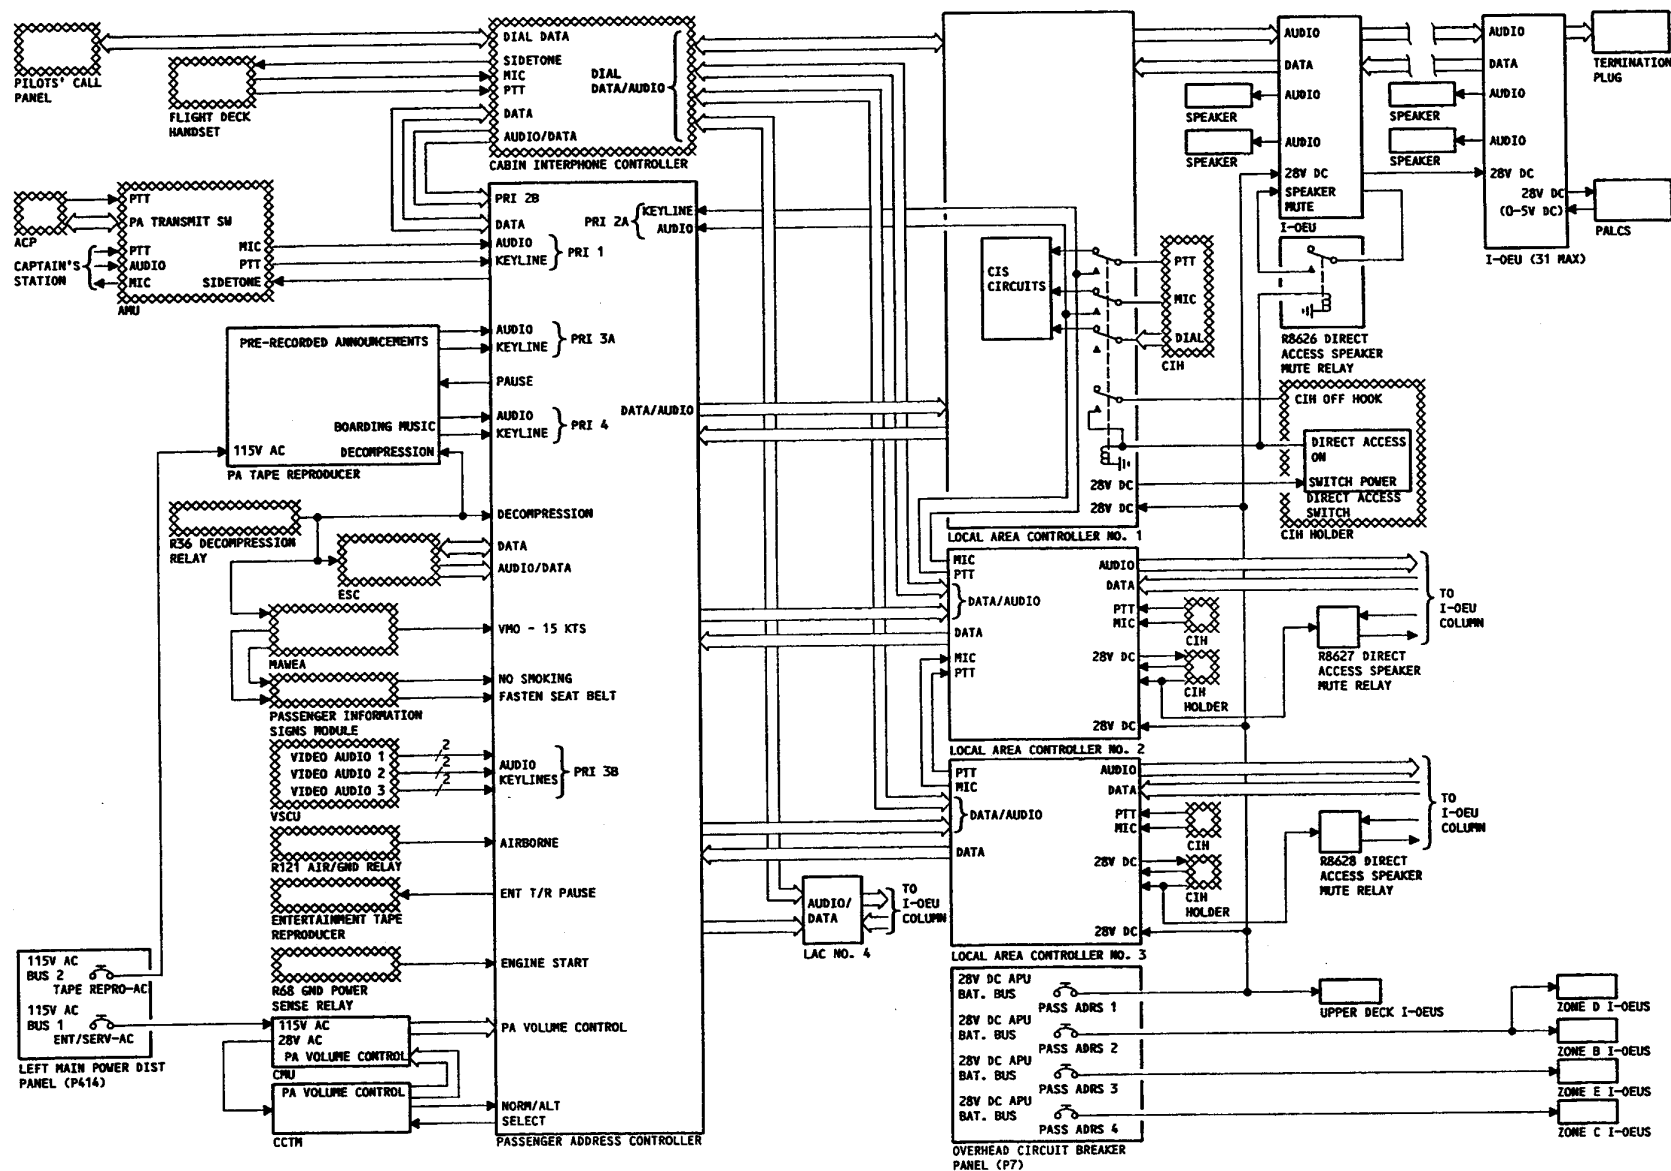 PILOTS' CALL
PANEL
FLIGHT DECK
HANDSET
DIAL DATA
SIDETONE
MIC
PTT
DATA
AUDIO/DATA
DIAL
DATA/AUDIO
CABIN INTERPHONE CONTROLLER
ACP
CAPTAIN'S
STATION
PTT
PA TRANSMIT SW
PTT
AUDIO
MIC
MIC
PTT
SIDETONE
AMU
PRI 2B
DATA
AUDIO
KEYLINE
PRI 1
PRI 2A
KEYLINE
AUDIO
PRE-RECORDED ANNOUNCEMENTS
BOARDING MUSIC
115V AC
DECOMPRESSION
PA TAPE REPRODUCER
AUDIO
KEYLINE
PRI 3A
PAUSE
AUDIO
KEYLINE
PRI 4
DATA/AUDIO
R36 DECOMPRESSION
RELAY
DECOMPRESSION
DATA
AUDIO/DATA
ESC
MAWEA
VMO - 15 KTS
NO SMOKING
FASTEN SEAT BELT
PASSENGER INFORMATION
SIGNS MODULE
VIDEO AUDIO 1
VIDEO AUDIO 2
VIDEO AUDIO 3
2
2
2
VSCU
AUDIO
KEYLINES
PRI 3B
R121 AIR/GND RELAY
AIRBORNE
ENTERTAINMENT TAPE
REPRODUCER
ENT T/R PAUSE
R68 GND POWER
SENSE RELAY
ENGINE START
115V AC
BUS 2
TAPE REPRO-AC
115V AC
BUS 1
ENT/SERV-AC
LEFT MAIN POWER DIST
PANEL (P414)
115V AC
28V AC
PA VOLUME CONTROL
CMU
PA VOLUME CONTROL
CCTM
PA VOLUME CONTROL
NORM/ALT
SELECT
PASSENGER ADDRESS CONTROLLER
CIS
CIRCUITS
PTT
MIC
DIAL
CIH
28V DC
28V DC
LOCAL AREA CONTROLLER NO. 1
AUDIO
DATA
AUDIO
AUDIO
28V DC
SPEAKER
MUTE
I-OEU
SPEAKER
SPEAKER
SPEAKER
SPEAKER
AUDIO
DATA
AUDIO
AUDIO
28V DC
28V DC
(0-5V DC)
I-OEU (31 MAX)
TERMINATION
PLUG
PALCS
R8626 DIRECT
ACCESS SPEAKER
MUTE RELAY
CIH OFF HOOK
DIRECT ACCESS
ON
SWITCH POWER
DIRECT ACCESS
SWITCH
CIH HOLDER
MIC
PTT
DATA/AUDIO
DATA
MIC
PTT
AUDIO
DATA
PTT
MIC
28V DC
28V DC
LOCAL AREA CONTROLLER NO. 2
CIH
CIH
HOLDER
TO
I-OEU
COLUMN
R8627 DIRECT
ACCESS SPEAKER
MUTE RELAY
PTT
MIC
DATA/AUDIO
DATA
AUDIO
DATA
PTT
MIC
28V DC
28V DC
LOCAL AREA CONTROLLER NO. 3
CIH
CIH
HOLDER
TO
I-OEU
COLUMN
R8628 DIRECT
ACCESS SPEAKER
MUTE RELAY
AUDIO/
DATA
LAC NO. 4
TO
I-OEU
COLUMN
28V DC APU
BAT. BUS
PASS ADRS 1
28V DC APU
BAT. BUS
PASS ADRS 2
28V DC APU
BAT. BUS
PASS ADRS 3
28V DC APU
BAT. BUS
PASS ADRS 4
OVERHEAD CIRCUIT BREAKER
PANEL (P7)
UPPER DECK I-OEUS
ZONE D I-OEUS
ZONE B I-OEUS
ZONE E I-OEUS
ZONE C I-OEUS